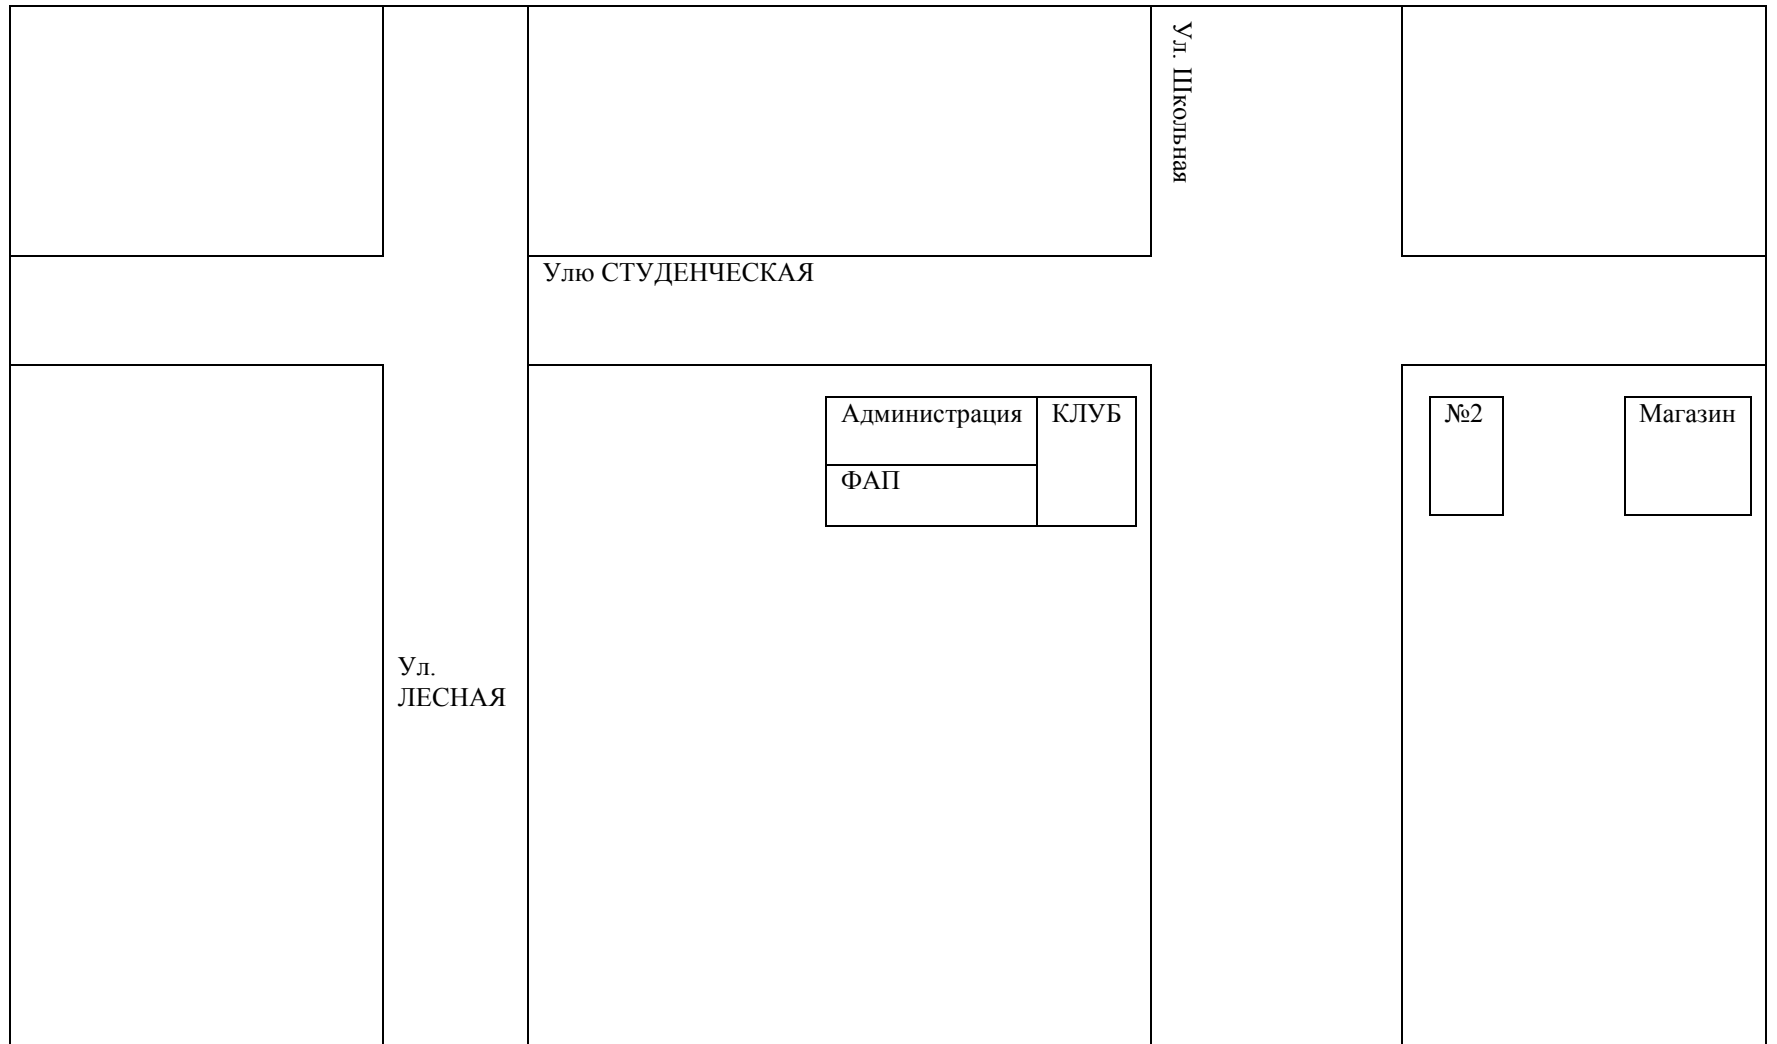 Ул. Школьная
Улю СТУДЕНЧЕСКАЯ
Администрация
КЛУБ
№2
Магазин
ФАП
Ул.
ЛЕСНАЯ